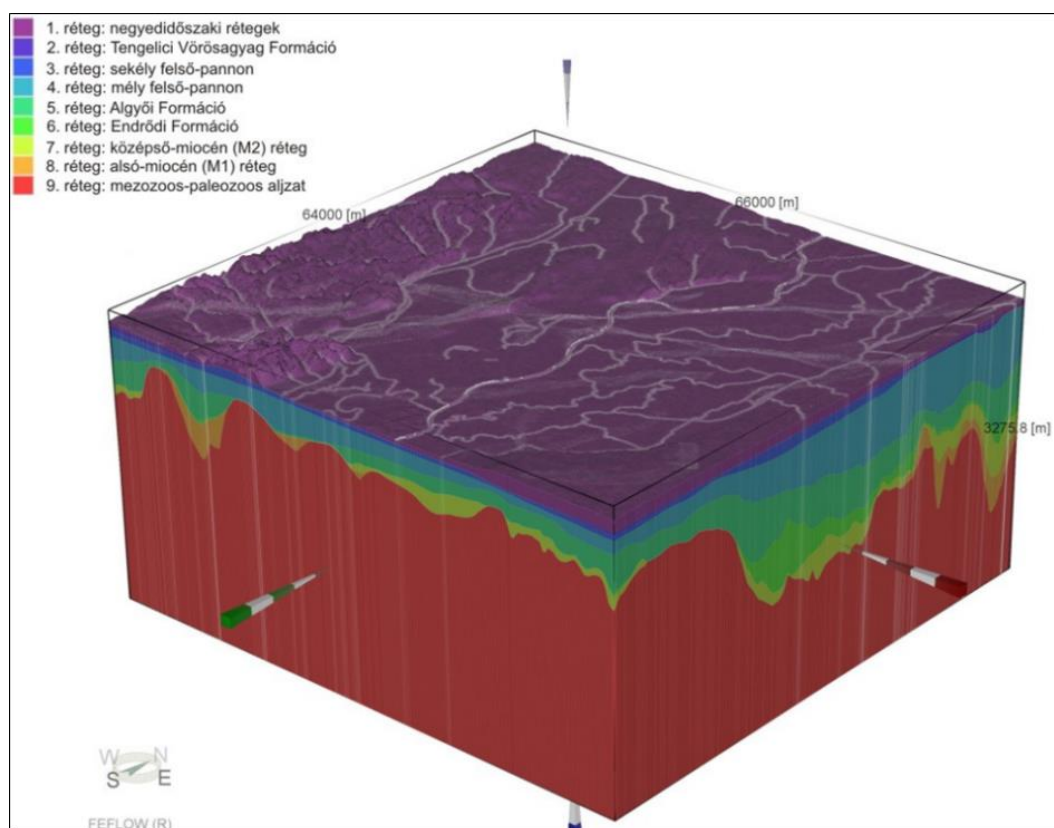 1. réteg: negyedidőszaki rétegek
2. réteg: Tengelici Vörösagyag Formáció
3. réteg: sekély felső-pannon
4. réteg: mély felső-pannon
5. réteg: Algyői Formáció
6. réteg: Endrődi Formáció
7. réteg: középső-miocén (M2) réteg
8. réteg: alsó-miocén (M1) réteg
9. réteg: mezozoos-paleozoos aljzat
64000 [m]
66000 [m]
3275.8 [m]
W N
S E
FEFLOW (R)